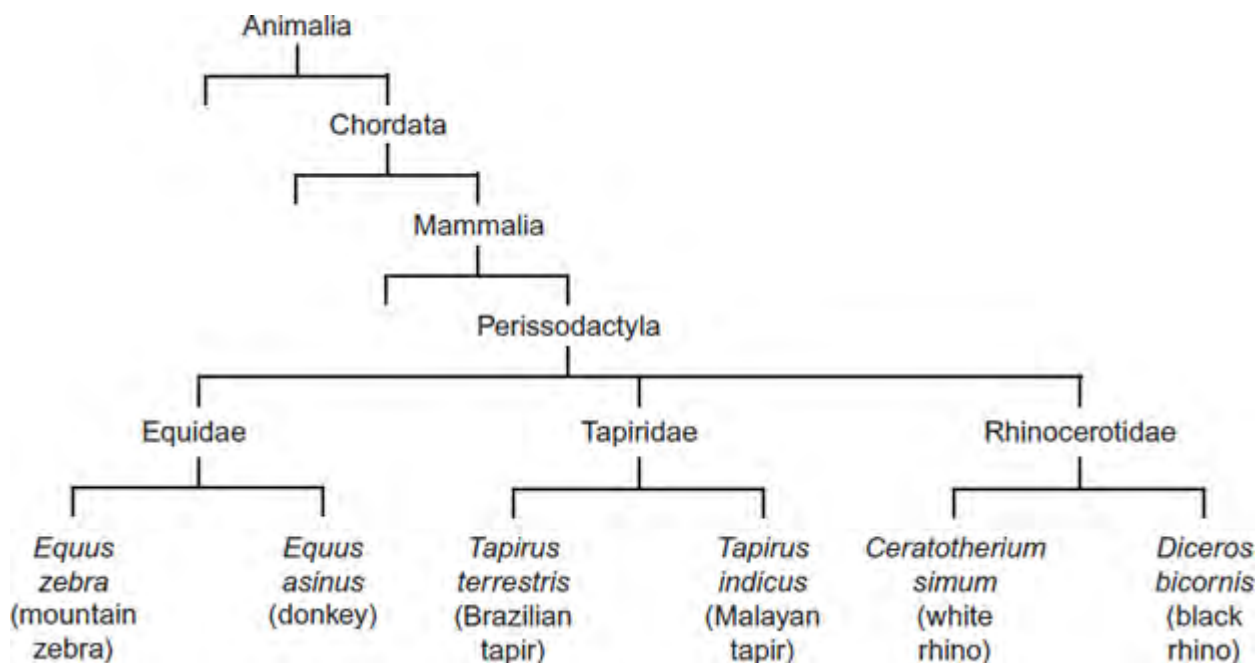 Animalia
Chordata
Mammalia
Perissodactyla
Equidae
Tapiridae
Rhinocerotidae
Equus
zebra
(mountain
zebra)
Equus
asinus
(donkey)
Tapirus
terrestris
(Brazilian
tapir)
Tapirus
indicus
(Malayan
tapir)
Ceratotherium
simum
(white
rhino)
Diceros
bicornis
(black
rhino)